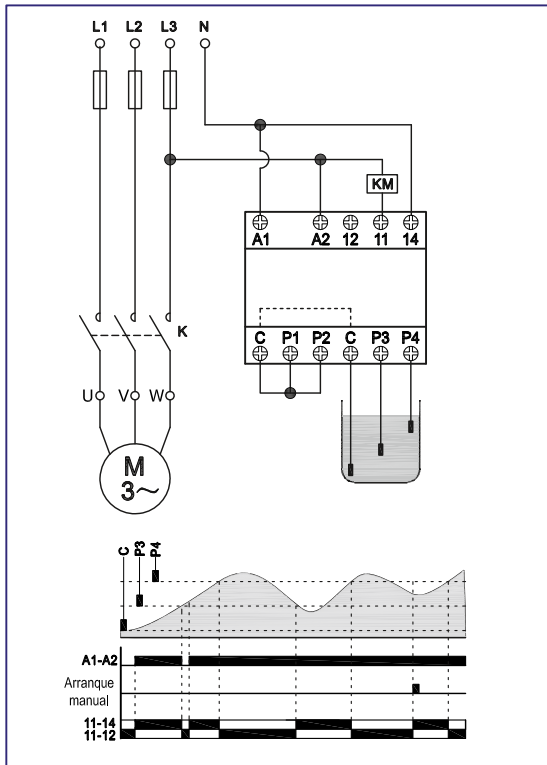 L1 L2 L3 N
KM
A1 A2 12 11 14
K
C P1 P2 C P3 P4
U V W
M
3~
C P3 P4
A1-A2
Arranque
manual
11-14
11-12